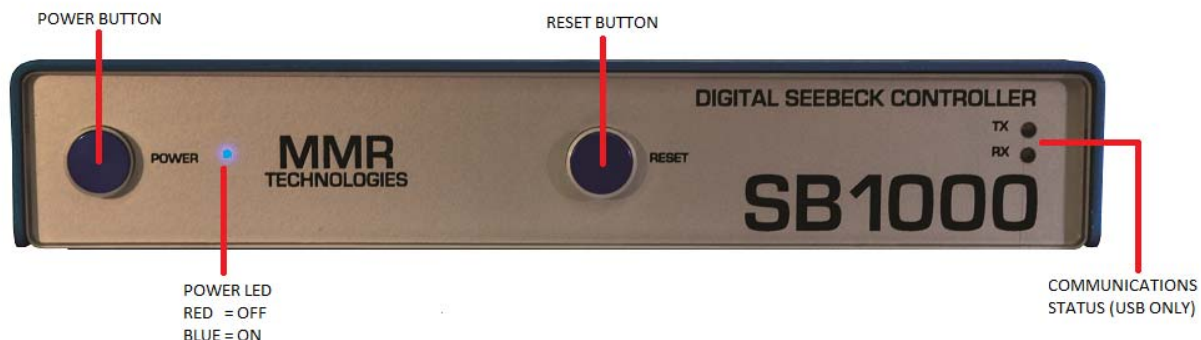 POWER BUTTON
RESET BUTTON
DIGITAL SEEBECK CONTROLLER
TX
RX
POWER
MMR
TECHNOLOGIES
RESET
SB1000
POWER LED
RED = OFF
BLUE = ON
COMMUNICATIONS
STATUS (USB ONLY)